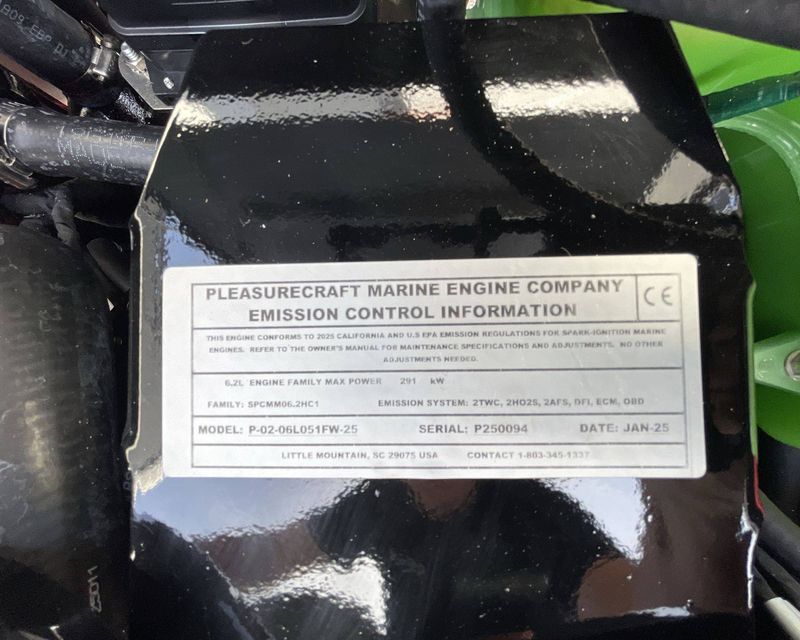 PLEASURECRAFT MARINE ENGINE COMPANY
EMISSION CONTROL INFORMATION
CE
THIS ENGINE CONFORMS TO 2025 CALIFORNIA AND U.S EPA EMISSION REGULATIONS FOR SPARK-IGNITION MARINE
ENGINES. REFER TO THE OWNER'S MANUAL FOR MAINTENANCE SPECIFICATIONS AND ADJUSTMENTS. NO OTHER
ADJUSTMENTS NEEDED.
6.2L ENGINE FAMILY MAX POWER 291 kW
FAMILY: SPCMM06.2HC1 EMISSION SYSTEM: 2TWC, 2HO2S, 2AFS, DFI, ECM, OBD
MODEL: P-02-06L051FW-25 SERIAL: P250094 DATE: JAN-25
LITTLE MOUNTAIN, SC 29075 USA CONTACT 1-803-345-1337